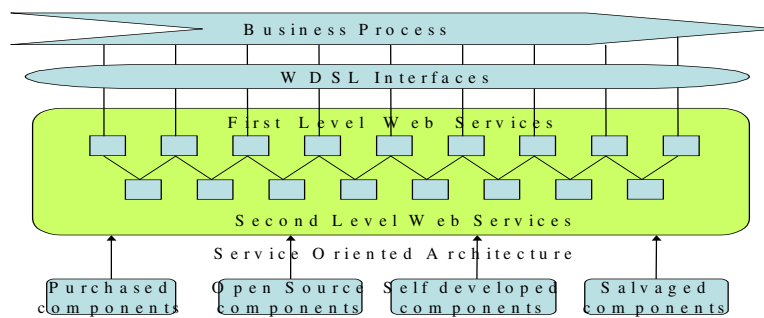 Business Process
WDSL Interfaces
First Level Web Services
Second Level Web Services
Service Oriented Architecture
Purchased components
Open Source components
Self developed components
Salvaged components